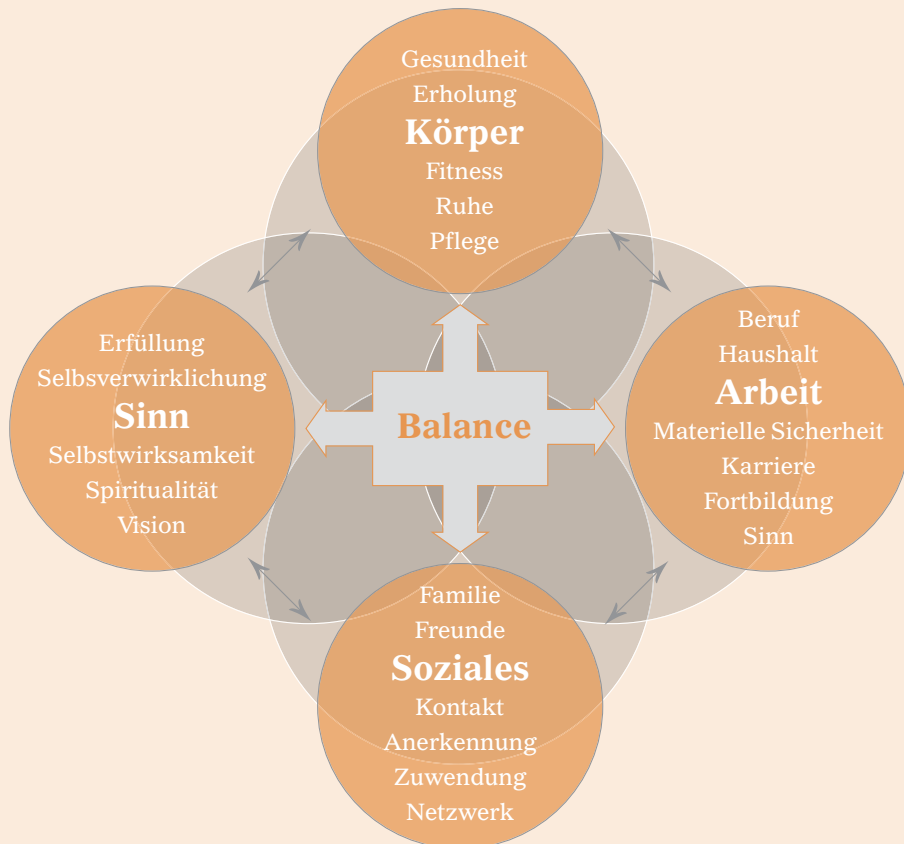 Gesundheit
Erholung
Körper
Fitness
Ruhe
Pflege
Erfüllung
Selbsverwirklichung
Sinn
Selbstwirksamkeit
Spiritualität
Vision
Balance
Beruf
Haushalt
Arbeit
Materielle Sicherheit
Karriere
Fortbildung
Sinn
Familie
Freunde
Soziales
Kontakt
Anerkennung
Zuwendung
Netzwerk